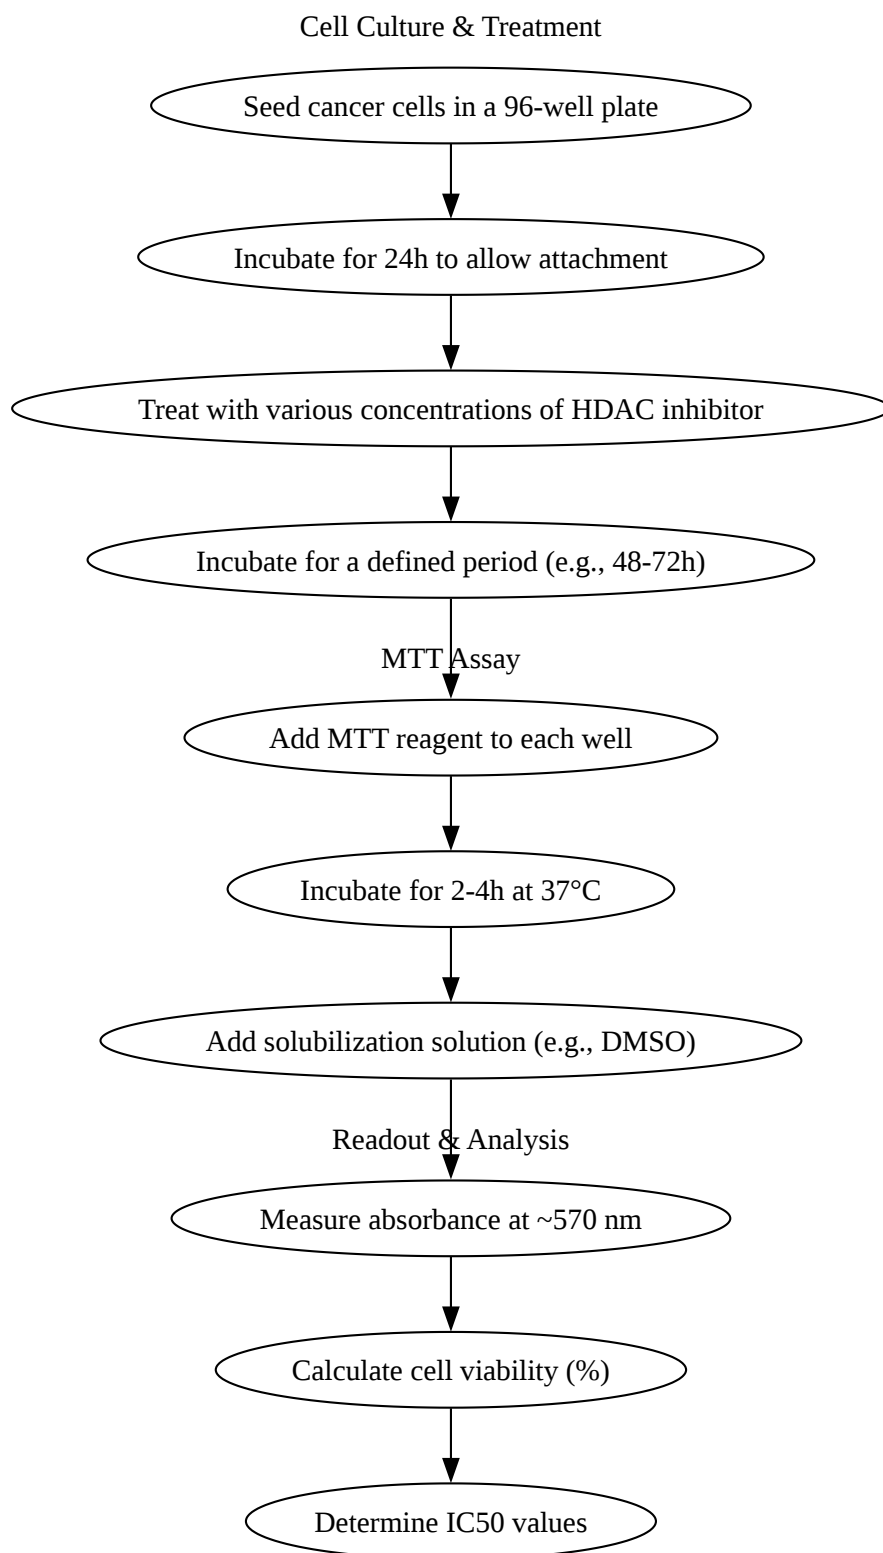 Cell Culture & Treatment
Seed cancer cells in a 96-well plate
Incubate for 24h to allow attachment
Treat with various concentrations of HDAC inhibitor
Incubate for a defined period (e.g., 48-72h)
MTT Assay
Add MTT reagent to each well
Incubate for 2-4h at 37°C
Add solubilization solution (e.g., DMSO)
Readout & Analysis
Measure absorbance at ~570 nm
Calculate cell viability (%)
Determine IC50 values